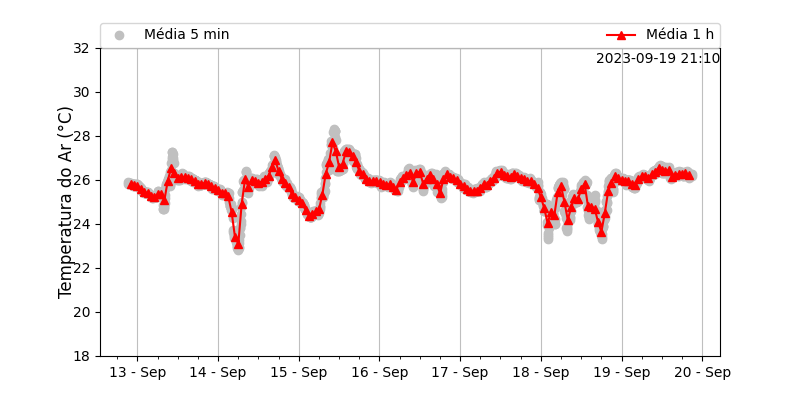 Média 5 min
Média 1 h
2023-09-19 21:10
Temperatura do Ar (°C)
32
30
28
26
24
22
20
18
13 - Sep
14 - Sep
15 - Sep
16 - Sep
17 - Sep
18 - Sep
19 - Sep
20 - Sep